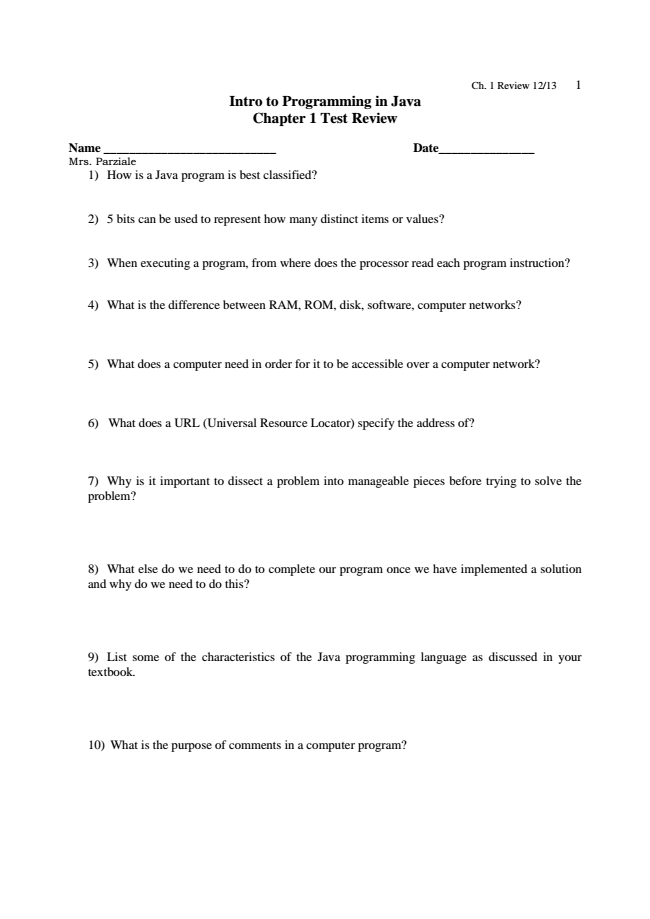 Ch. 1 Review 12/13 1
Intro to Programming in Java
Chapter 1 Test Review
Name ___________________________ Date_______________
Mrs. Parziale
1) How is a Java program is best classified?
2) 5 bits can be used to represent how many distinct items or values?
3) When executing a program, from where does the processor read each program instruction?
4) What is the difference between RAM, ROM, disk, software, computer networks?
5) What does a computer need in order for it to be accessible over a computer network?
6) What does a URL (Universal Resource Locator) specify the address of?
7) Why is it important to dissect a problem into manageable pieces before trying to solve the
problem?
8) What else do we need to do to complete our program once we have implemented a solution
and why do we need to do this?
9) List some of the characteristics of the Java programming language as discussed in your
textbook.
10) What is the purpose of comments in a computer program?